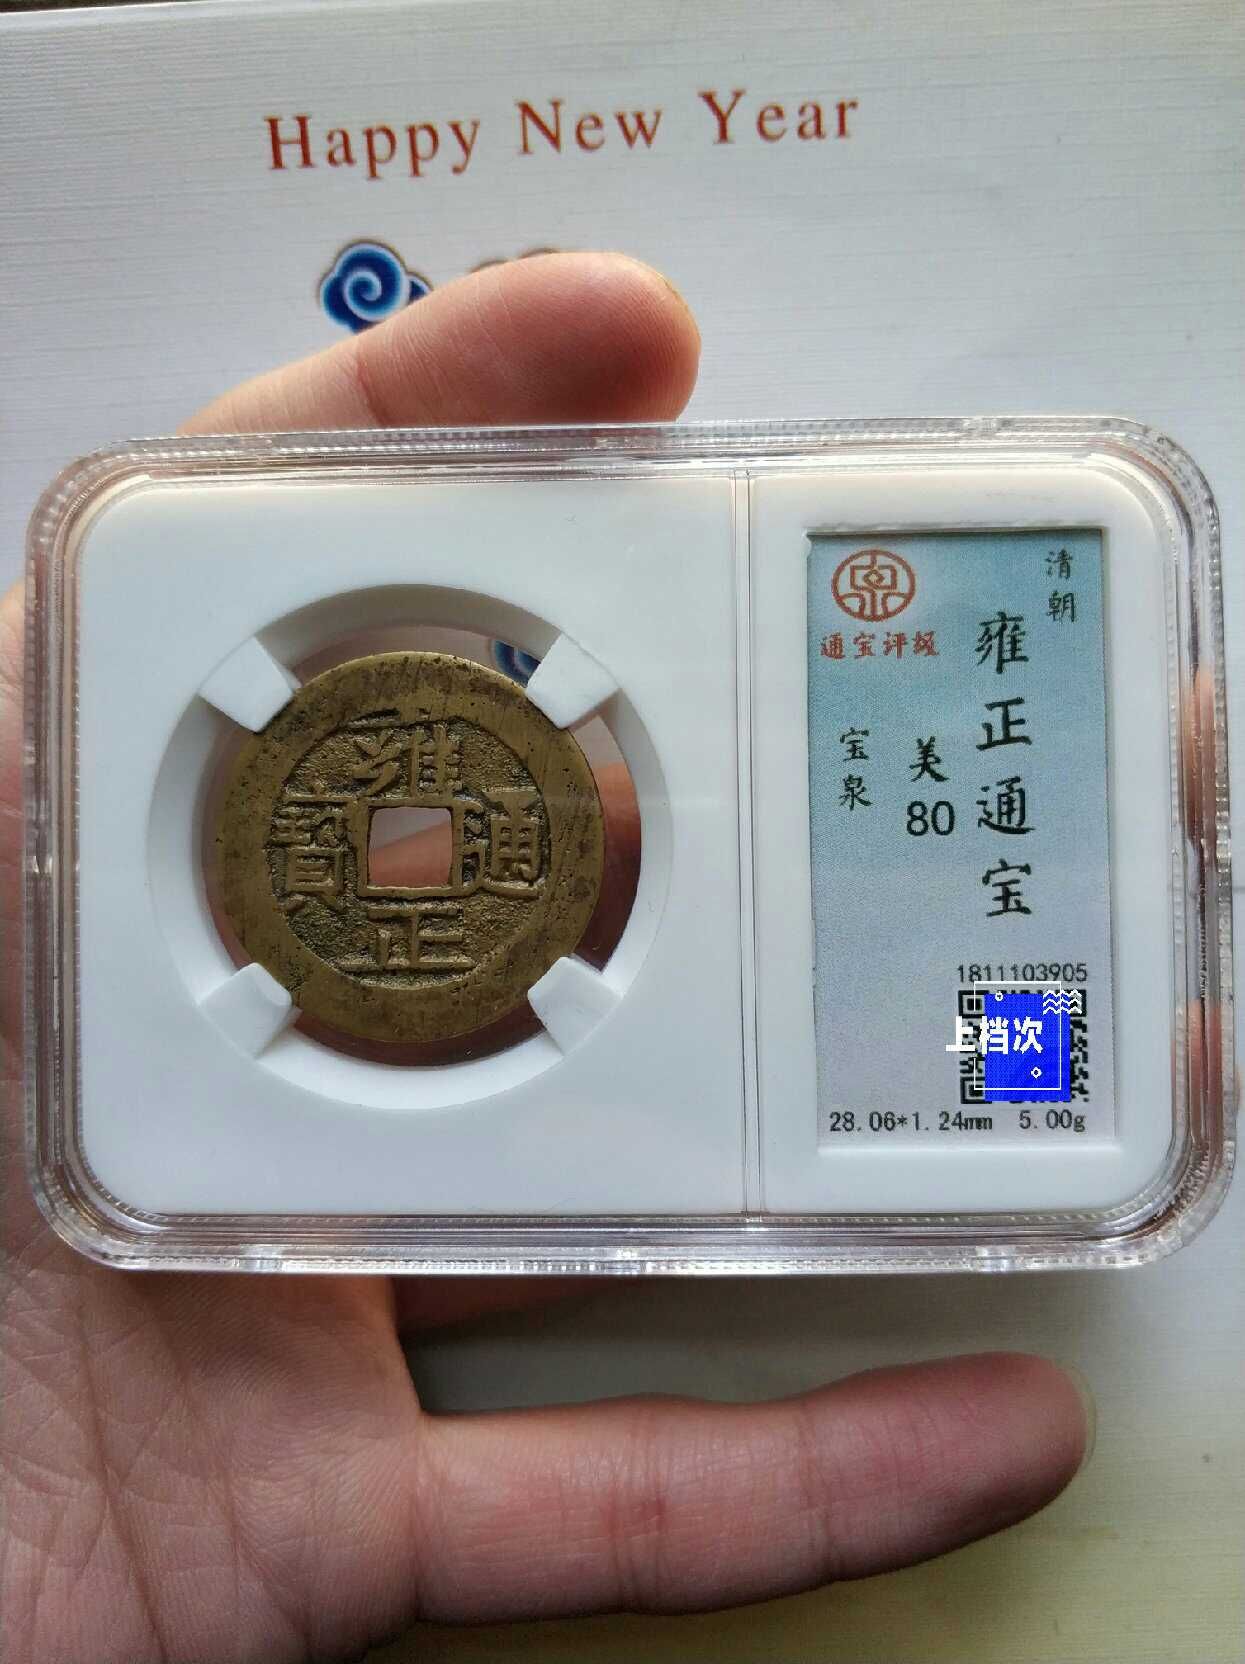 Happy New Year
雍
正
通
寶
清朝
雍正通宝
通宝评级
美
80
宝泉
1811103905
上档次
28.06*1.24mm 5.00g